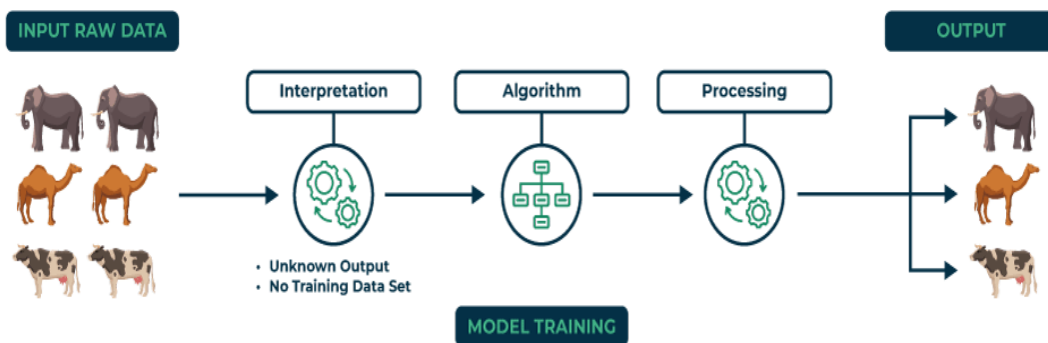 INPUT RAW DATA
OUTPUT
Interpretation
Algorithm
Processing
• Unknown Output
• No Training Data Set
MODEL TRAINING